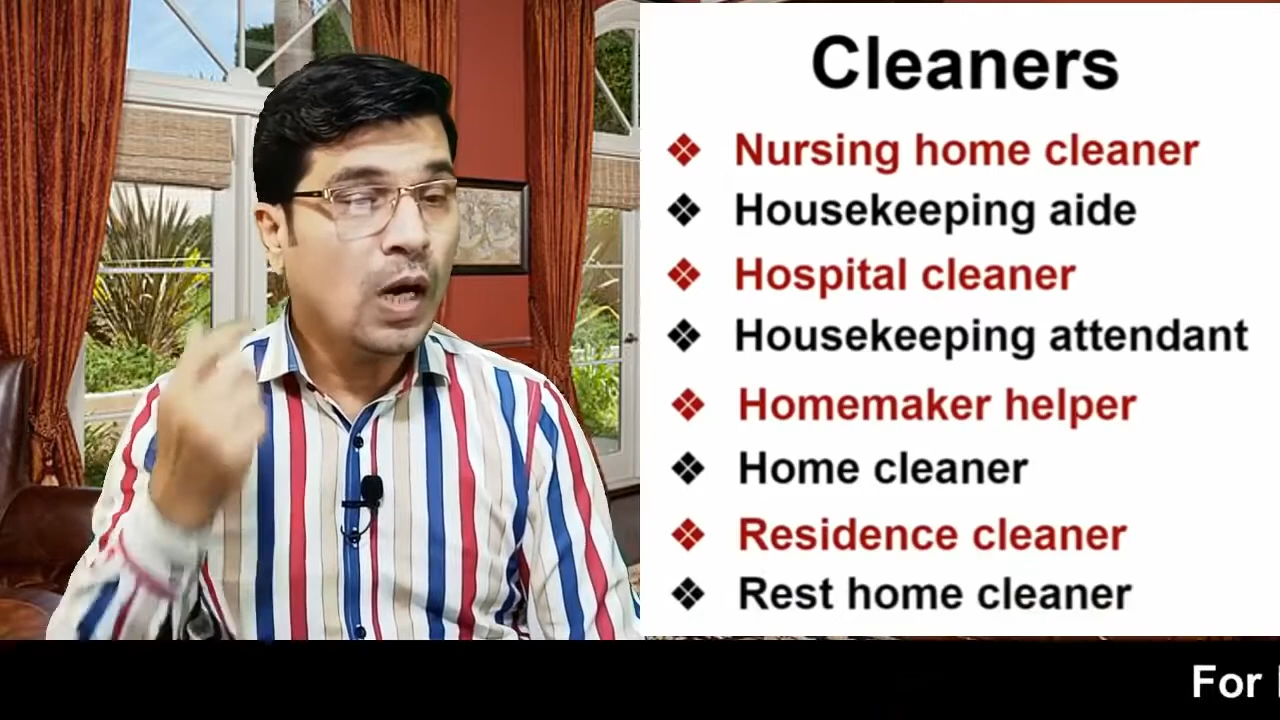 Cleaners
Nursing home cleaner
Housekeeping aide
Hospital cleaner
Housekeeping attendant
Homemaker helper
Home cleaner
Residence cleaner
Rest home cleaner
For